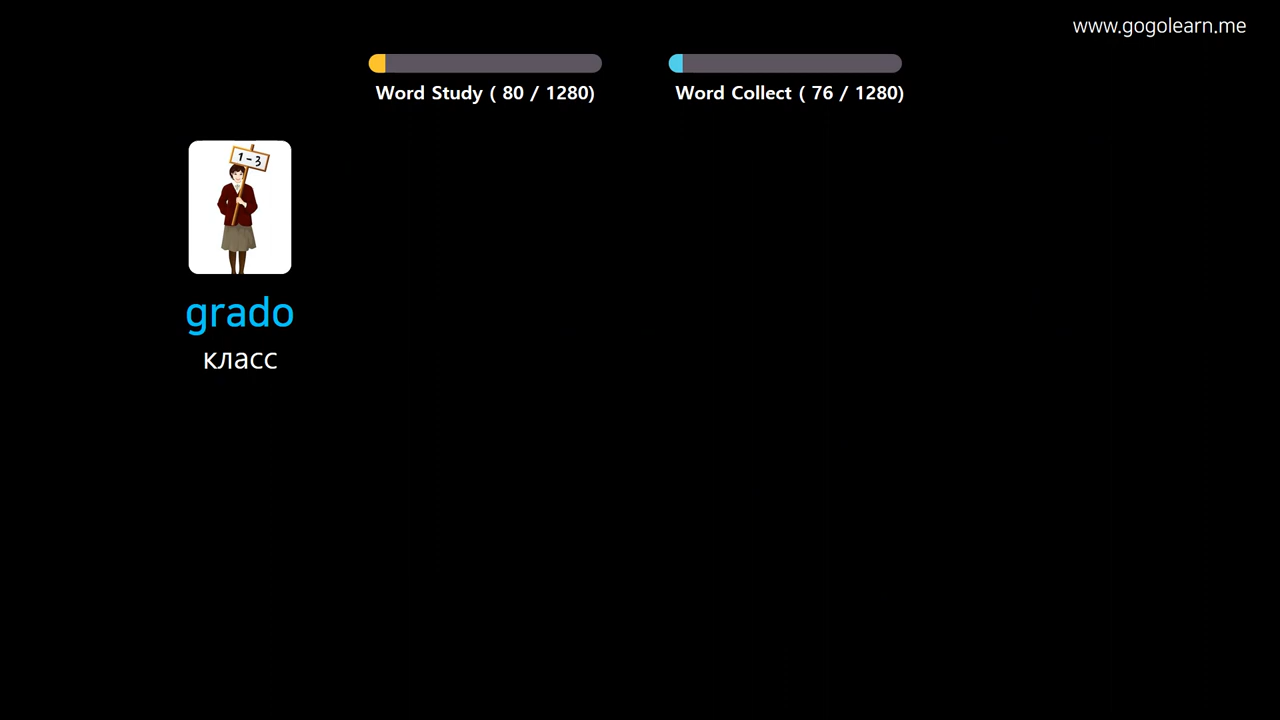 www.gogolearn.me
Word Study ( 80 / 1280)
Word Collect ( 76 / 1280)
1-3
grado
класс